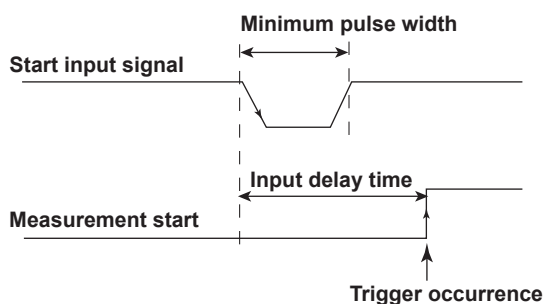 Minimum pulse width
Start input signal
Input delay time
Measurement start
Trigger occurrence